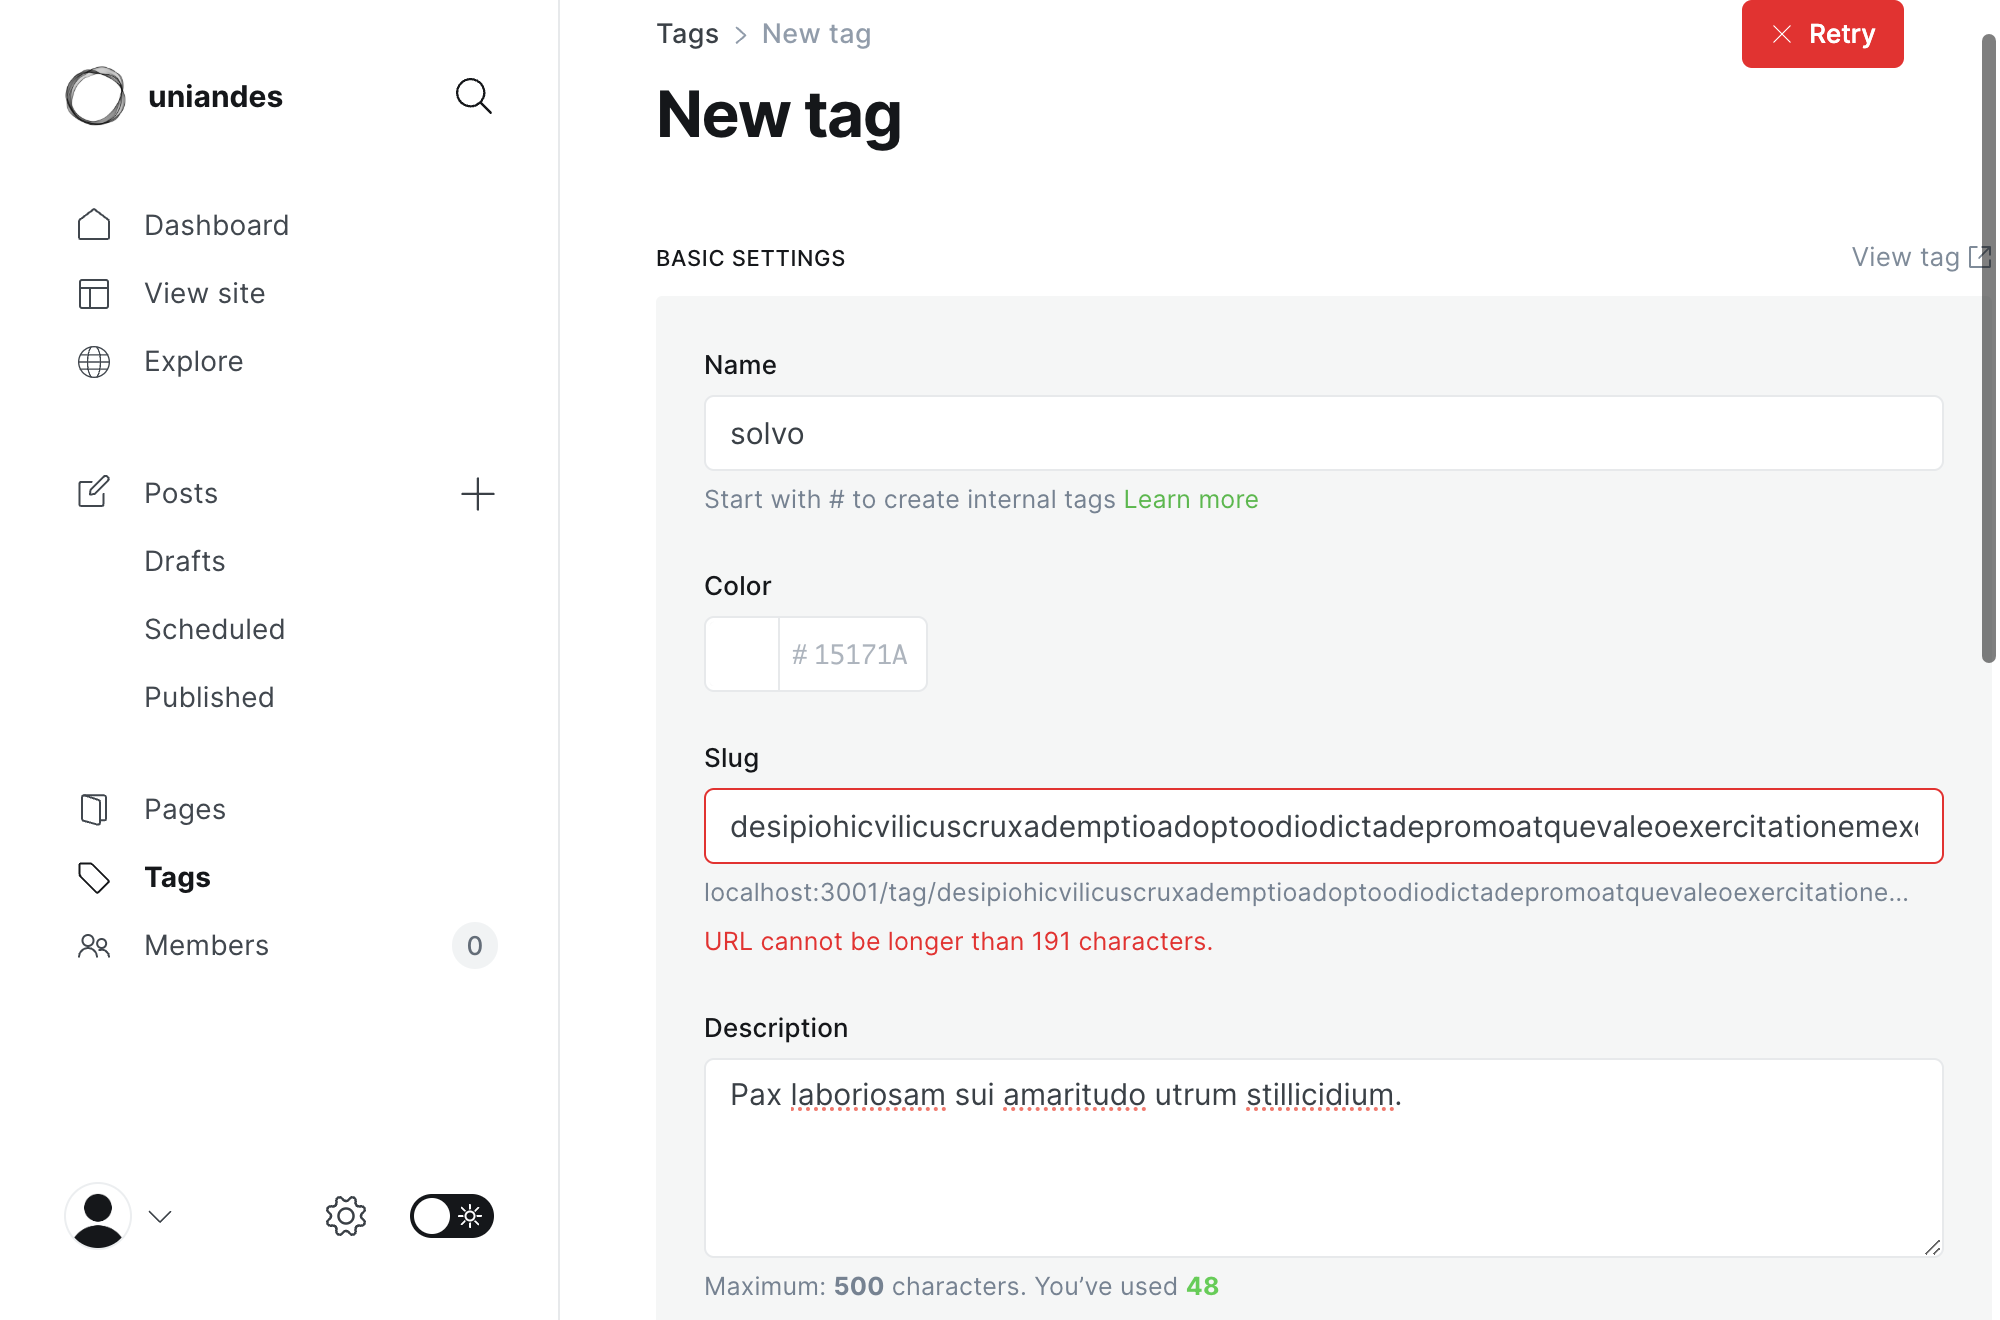 uniandes
Dashboard
View site
Explore
Posts
Drafts
Scheduled
Published
Pages
Tags
Members
0
Tags > New tag
Retry
New tag
BASIC SETTINGS
View tag
Name
solvo
Start with # to create internal tags Learn more
Color
# 15171A
Slug
desipiohicvilicuscruxademptioadoptoodiodictadepromoatquevaleoexercitationemex
localhost:3001/tag/desipiohicvilicuscruxademptioadoptoodiodictadepromoatquevaleoexercitatione...
URL cannot be longer than 191 characters.
Description
Pax laboriosam sui amaritudo utrum stillicidium.
Maximum: 500 characters. You’ve used 48